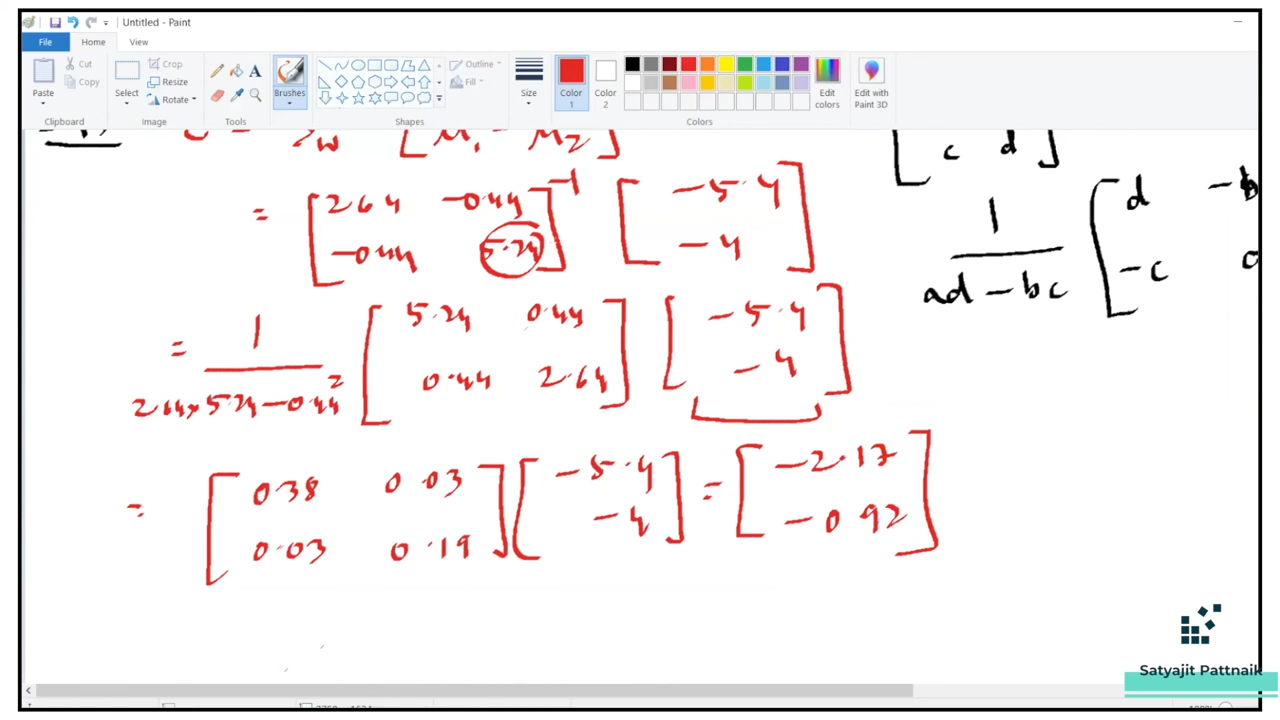 Untitled - Paint
File Home View
Paste
Cut
Copy
Clipboard
Select
Crop
Resize
Rotate
Image
Tools
Brushes
Shapes
Outline
Fill
Size
Color 1
Color 2
Edit colors
Edit with Paint 3D
Colors
[μ₁ - μ₂]
c d
= [2.64 -0.44
-0.44 5.24]⁻¹ [-5.4
-4]
1
ad - bc
[d -b
-c
= 1
2.64 × 5.24 - 0.44²
[5.24 0.44
0.44 2.64]
[-5.4
-4]
= [0.38 0.03
0.03 0.19]
[-5.4
-4]
= [-2.17
-0.92]
Satyajit Pattnaik